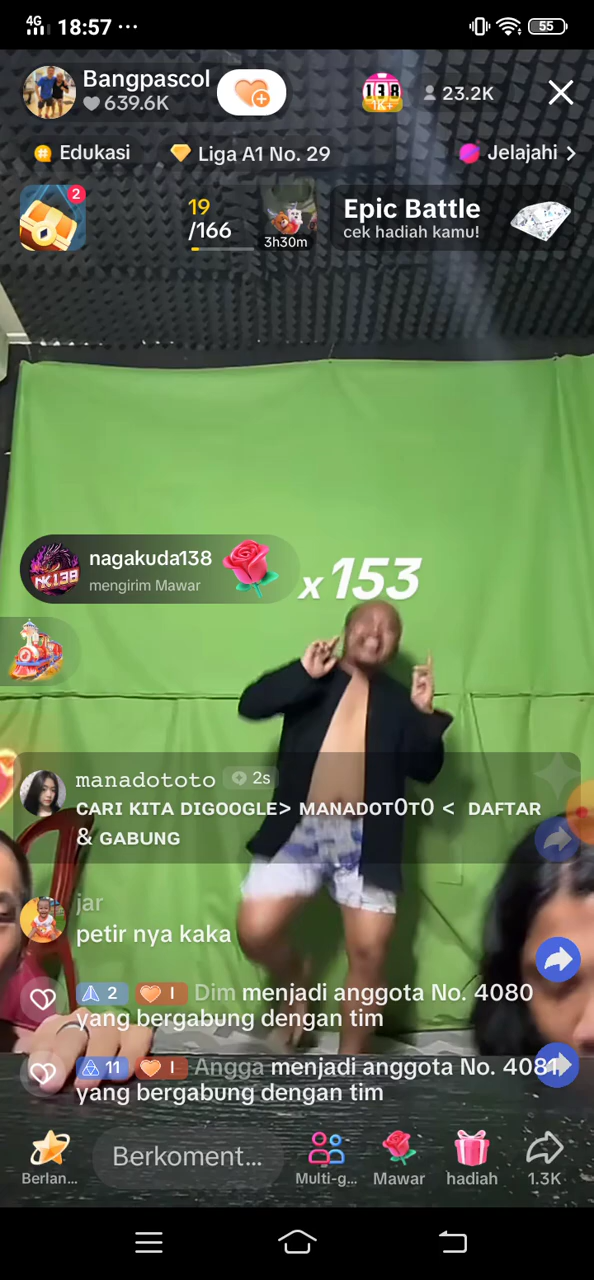 4G 18:57 ... 55
Bangpascol
639.6K
138
1K+
23.2K
Edukasi
Liga A1 No. 29
Jelajahi >
2
19
/166
3h30m
Epic Battle
cek hadiah kamu!
NK138
nagakuda138
mengirim Mawar
x153
manadototo 2s
CARI KITA DIGOOGLE> MANADOT0T0 < DAFTAR
& GABUNG
jar
petir nya kaka
2 I Dim menjadi anggota No. 4080
yang bergabung dengan tim
11 I Angga menjadi anggota No. 4081
yang bergabung dengan tim
Berlan...
Berkoment...
Multi-g...
Mawar
hadiah
1.3K